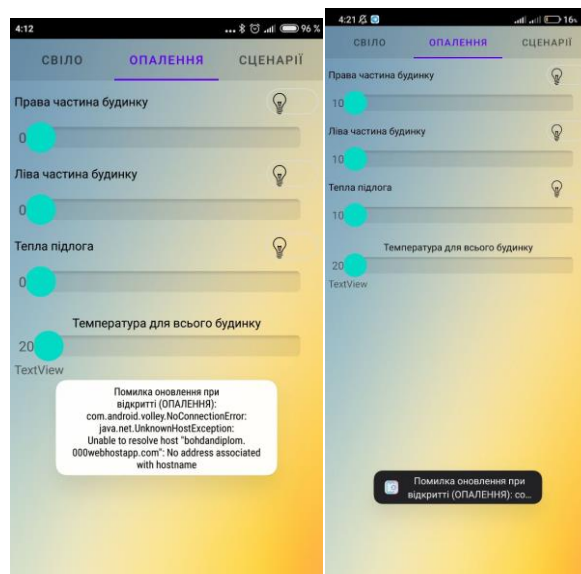 4:12
96 %
СВІЛО ОПАЛЕННЯ СЦЕНАРІЇ
Права частина будинку
0
Ліва частина будинку
0
Тепла підлога
0
Температура для всього будинку
20
TextView
Помилка оновлення при
відкритті (ОПАЛЕННЯ):
com.android.volley.NoConnectionError:
java.net.UnknownHostException:
Unable to resolve host "bohdandiplom.
000webhostapp.com": No address associated
with hostname
4:21
16
СВІЛО ОПАЛЕННЯ СЦЕНАРІЇ
Права частина будинку
10
Ліва частина будинку
10
Тепла підлога
10
Температура для всього будинку
20
TextView
Помилка оновлення при
відкритті (ОПАЛЕННЯ): co...